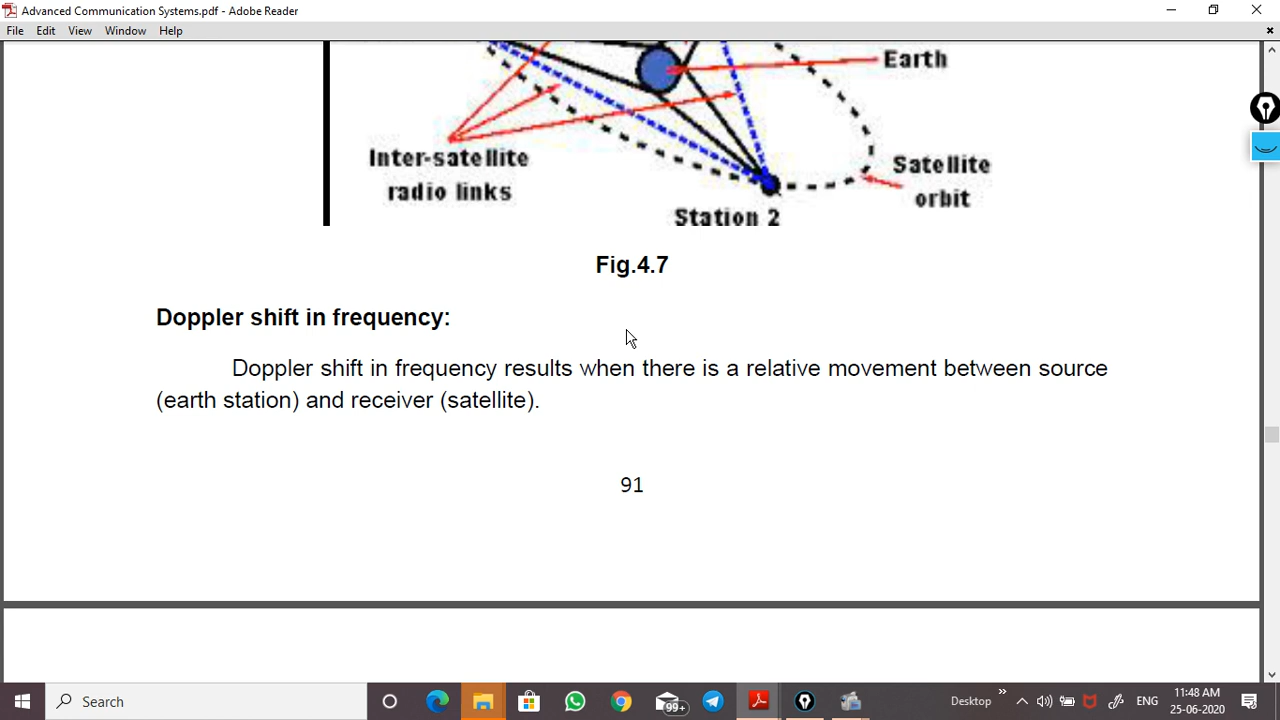 Advanced Communication Systems.pdf - Adobe Reader
File Edit View Window Help
Earth
Inter-satellite
radio links
Satellite
orbit
Station 2
Fig.4.7
Doppler shift in frequency:
Doppler shift in frequency results when there is a relative movement between source
(earth station) and receiver (satellite).
91
Search
99+
Desktop
ENG
11:48 AM
25-06-2020